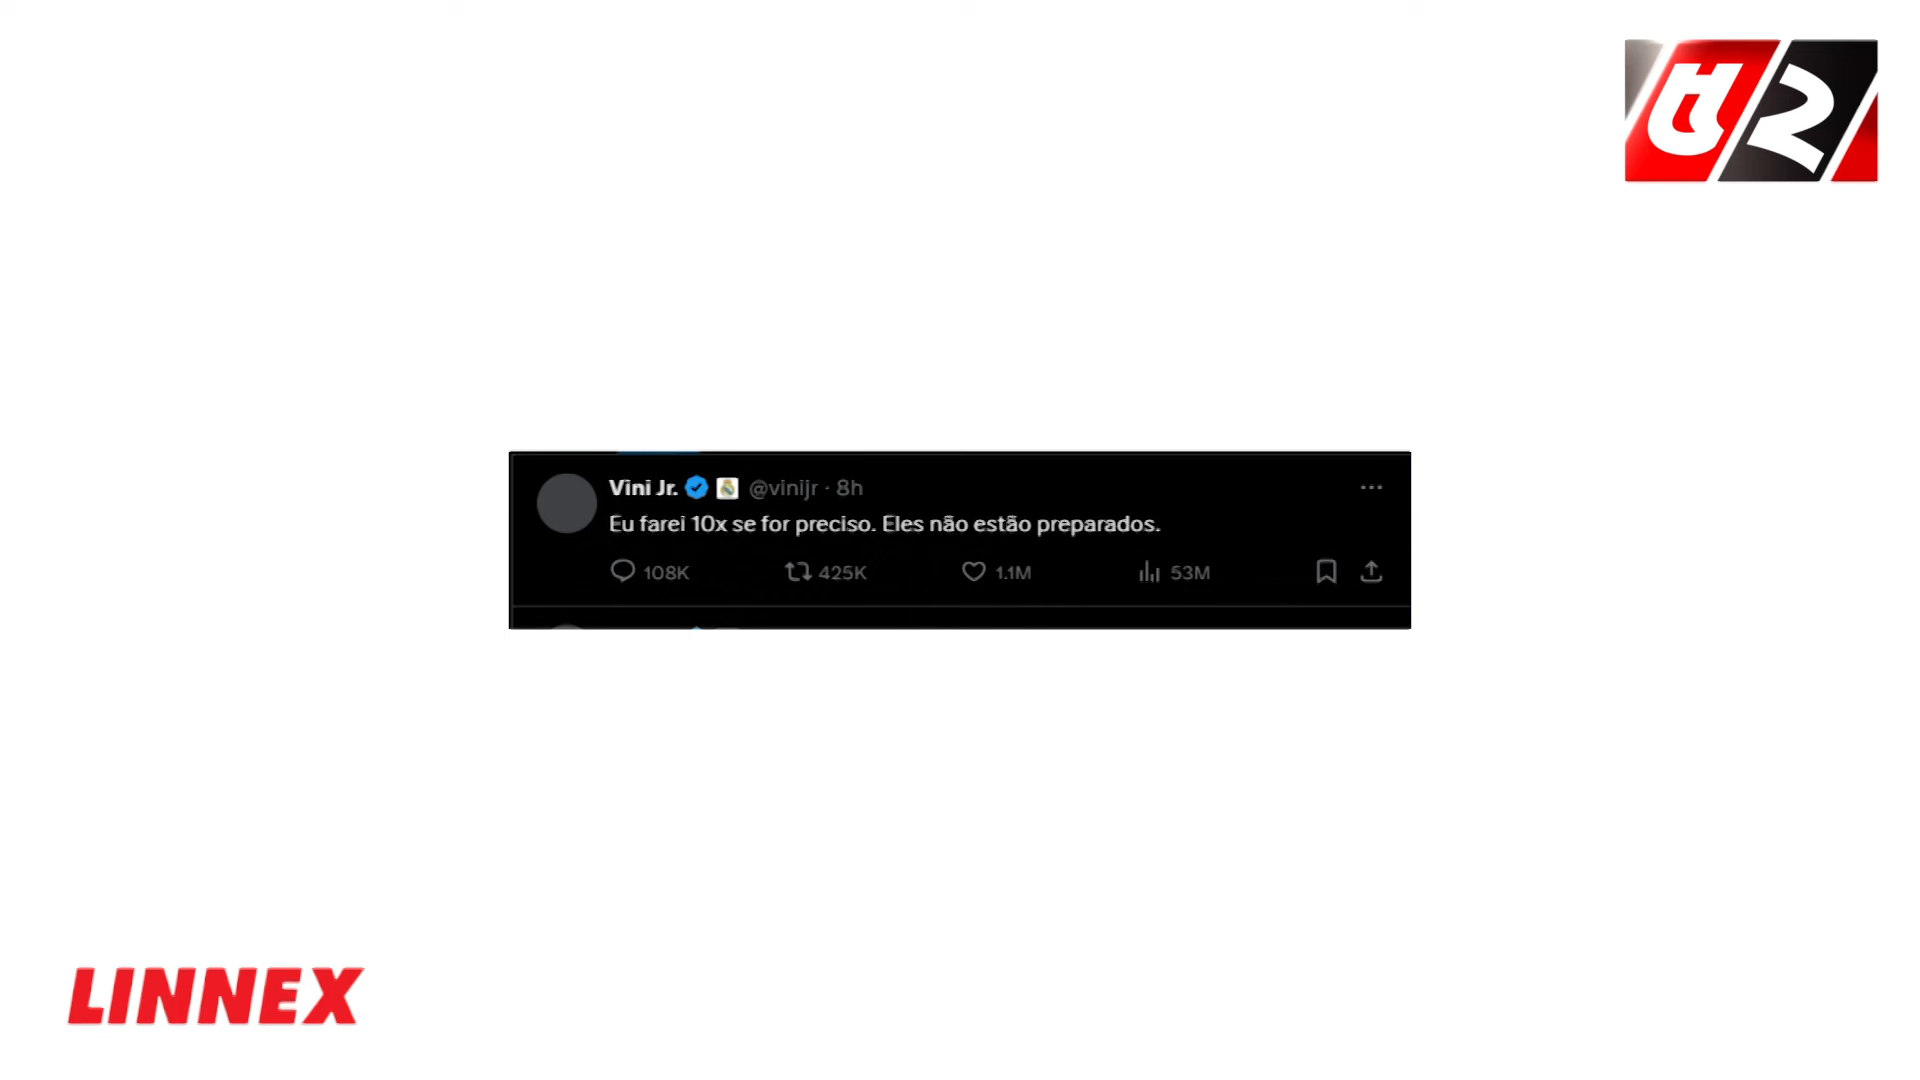 Vini Jr. @vinijr · 8h
Eu farei 10x se for preciso. Eles não estão preparados.
108K 425K 1.1M 53M
LINNEX